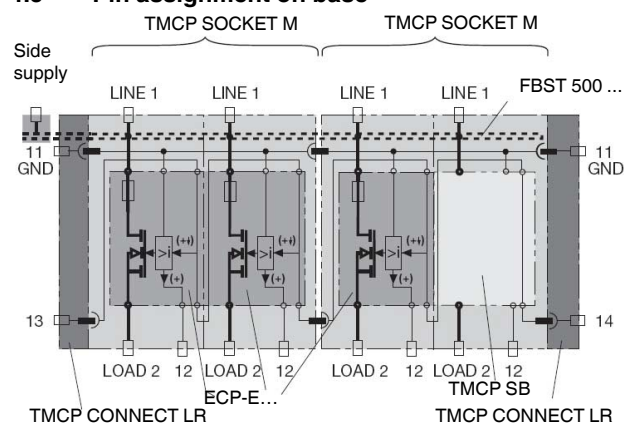 Pin assignment on base
TMCP SOCKET M
TMCP SOCKET M
Side
supply
LINE 1
LINE 1
LINE 1
LINE 1
FBST 500 ...
11
GND
11
GND
>i
(+i)
(+)
>i
(+i)
(+)
>i
(+i)
(+)
13
14
LOAD 2
12
LOAD 2
12
LOAD 2
12
LOAD 2
12
ECP-E...
TMCP SB
TMCP CONNECT LR
TMCP CONNECT LR